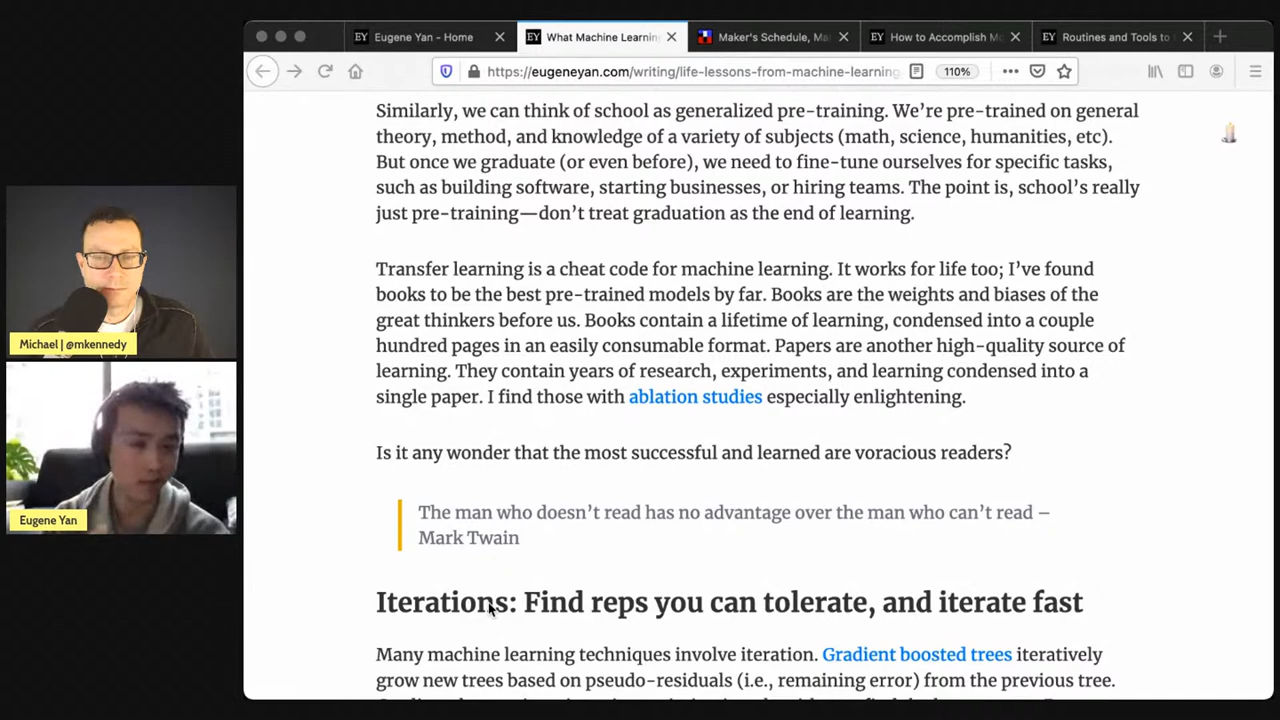 Eugene Yan - Home
What Machine Learnin
Maker's Schedule, Ma
How to Accomplish Mo
Routines and Tools to
https://eugeneyan.com/writing/life-lessons-from-machine-learning
110%
Similarly, we can think of school as generalized pre-training. We’re pre-trained on general
theory, method, and knowledge of a variety of subjects (math, science, humanities, etc).
But once we graduate (or even before), we need to fine-tune ourselves for specific tasks,
such as building software, starting businesses, or hiring teams. The point is, school’s really
just pre-training—don’t treat graduation as the end of learning.
Transfer learning is a cheat code for machine learning. It works for life too; I’ve found
books to be the best pre-trained models by far. Books are the weights and biases of the
great thinkers before us. Books contain a lifetime of learning, condensed into a couple
hundred pages in an easily consumable format. Papers are another high-quality source of
learning. They contain years of research, experiments, and learning condensed into a
single paper. I find those with ablation studies especially enlightening.
Is it any wonder that the most successful and learned are voracious readers?
The man who doesn’t read has no advantage over the man who can’t read –
Mark Twain
Iterations: Find reps you can tolerate, and iterate fast
Many machine learning techniques involve iteration. Gradient boosted trees iteratively
grow new trees based on pseudo-residuals (i.e., remaining error) from the previous tree.
Michael | @mkennedy
Eugene Yan